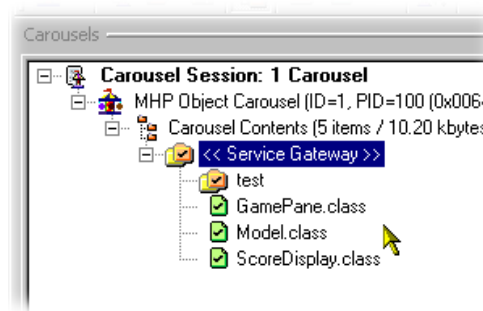 Carousels
Carousel Session: 1 Carousel
MHP Object Carousel (ID=1, PID=100 (0x006
Carousel Contents (5 items / 10.20 kbytes
<< Service Gateway >>
test
GamePane.class
Model.class
ScoreDisplay.class